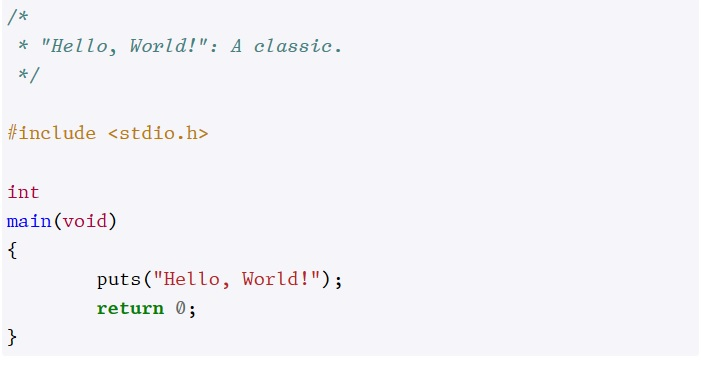 /*
 * "Hello, World!": A classic.
 */
#include <stdio.h>
int
main(void)
{
        puts("Hello, World!");
        return 0;
}